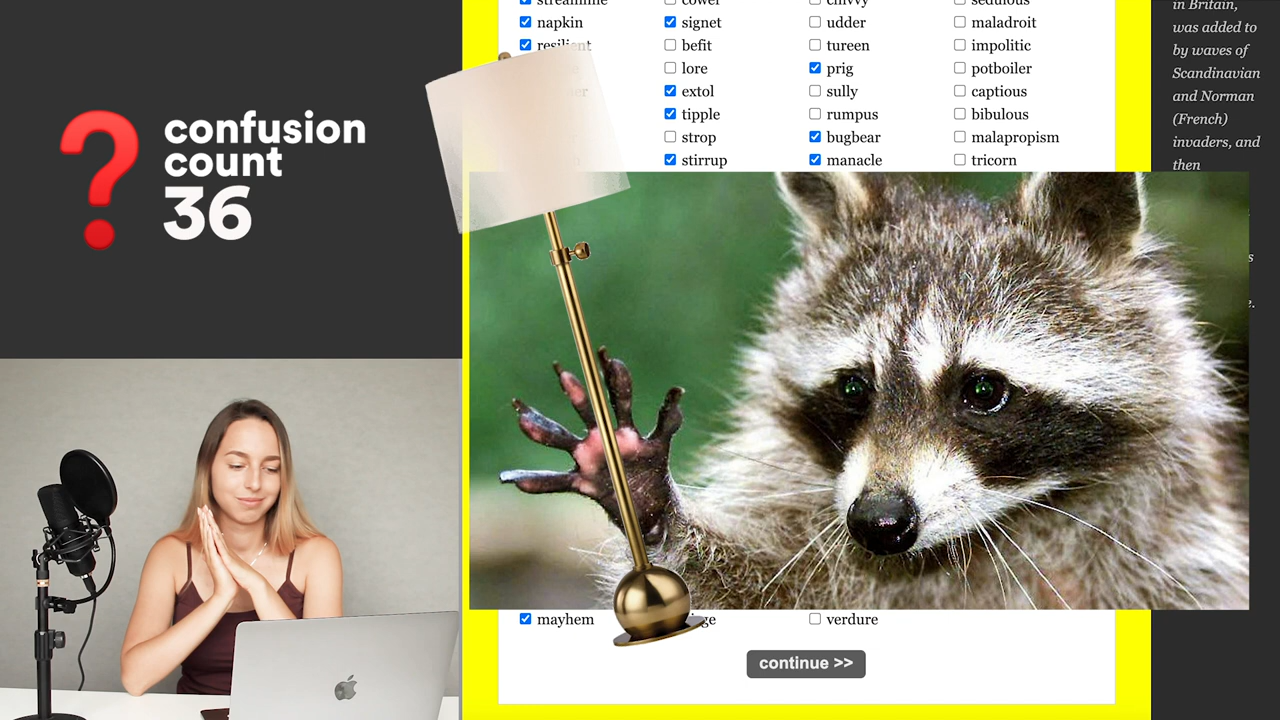 confusion
count
36
streamline
cower
chivvy
sedulous
napkin
signet
udder
maladroit
resilient
befit
tureen
impolitic
lore
prig
potboiler
extol
sully
captious
tipple
rumpus
bibulous
strop
bugbear
malapropism
stirrup
manacle
tricorn
mayhem
verdure
continue >>
in Britain,
was added to
by waves of
Scandinavian
and Norman
(French)
invaders, and
then